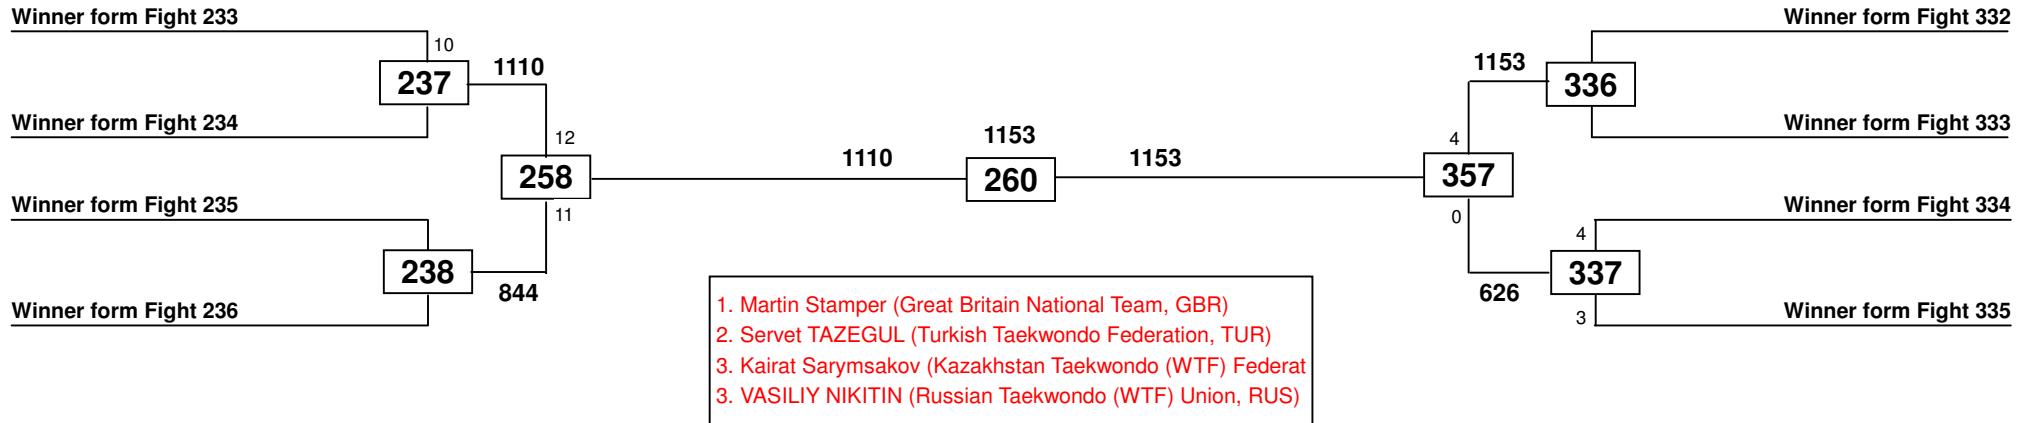 Winner form Fight 233
Winner form Fight 332
10
1110
1153
237
336
Winner form Fight 234
Winner form Fight 333
12
1153
4
1110
1153
258
260
357
Winner form Fight 235
Winner form Fight 334
11
0
4
238
337
844
626
Winner form Fight 236
Winner form Fight 335
3
1. Martin Stamper (Great Britain National Team, GBR)
2. Servet TAZEGUL (Turkish Taekwondo Federation, TUR)
3. Kairat Sarymsakov (Kazakhstan Taekwondo (WTF) Federat
3. VASILIY NIKITIN (Russian Taekwondo (WTF) Union, RUS)